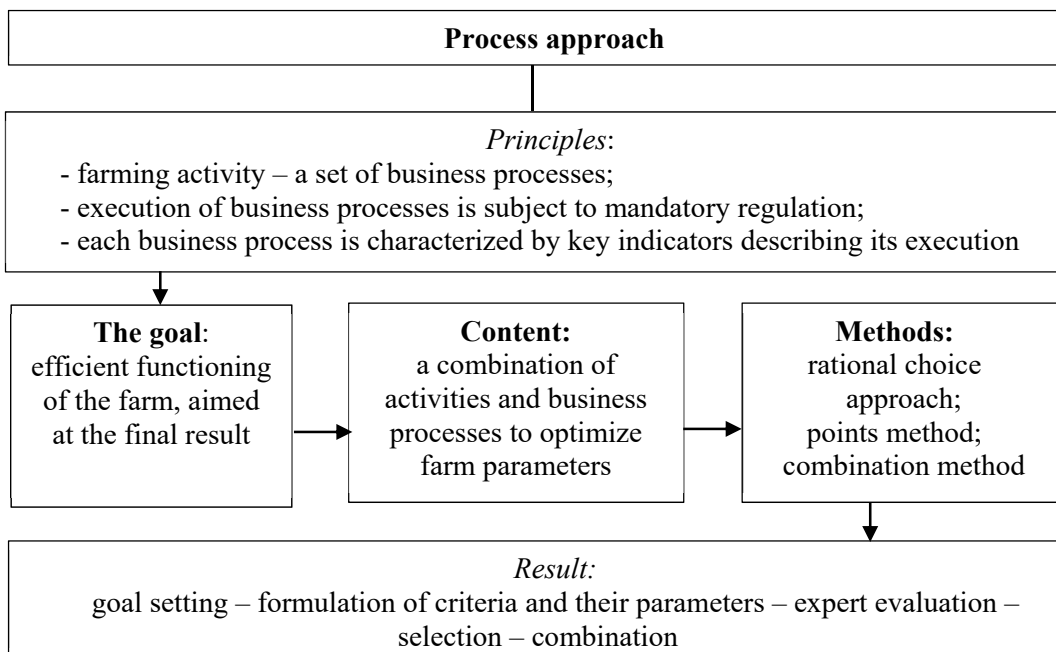 Process approach
Principles:
- farming activity – a set of business processes;
- execution of business processes is subject to mandatory regulation;
- each business process is characterized by key indicators describing its execution
The goal:
efficient functioning
of the farm, aimed
at the final result
Content:
a combination of
activities and business
processes to optimize
farm parameters
Methods:
rational choice
approach;
points method;
combination method
Result:
goal setting – formulation of criteria and their parameters – expert evaluation –
selection – combination